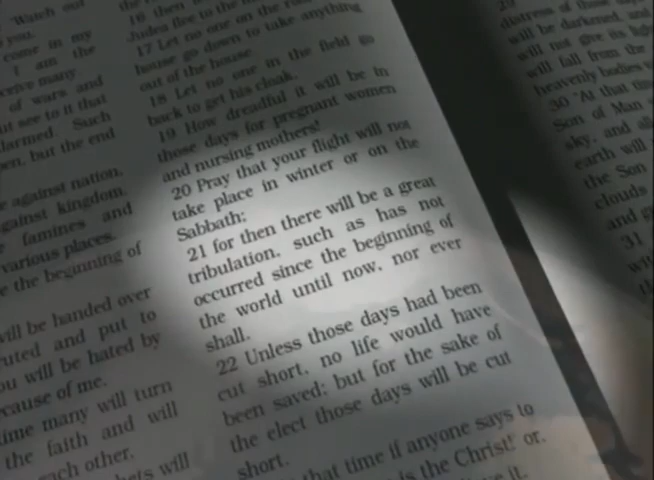 Watch out
you.
come in my
I am the
ceive many.
of wars and
ut see to it that
larmed. Such
en, but the end
e against nation,
gainst kingdom.
famines and
various places.
e the beginning of
will be handed over
cuted and put to
ou will be hated by
cause of me.
time many will turn
the faith and will
each other.
will
16 then
Judea flee to the
17 Let no one on the
house go down to take anything
out of the house.
18 Let no one in the field go
back to get his cloak.
19 How dreadful it will be in
those days for pregnant women
and nursing mothers!
20 Pray that your flight will not
take place in winter or on the
Sabbath;
21 for then there will be a great
tribulation, such as has not
occurred since the beginning of
the world until now, nor ever
shall.
22 Unless those days had been
cut short, no life would have
been saved; but for the sake of
the elect those days will be cut
short.
that time if anyone says to
is the Christ!' or,
it.
29
distress of those days
will be darkened, and
will not give its light
will fall from the
heavenly bodies
30 "At that time
Son of Man
sky, and all
earth will
the Son
clouds
and
31